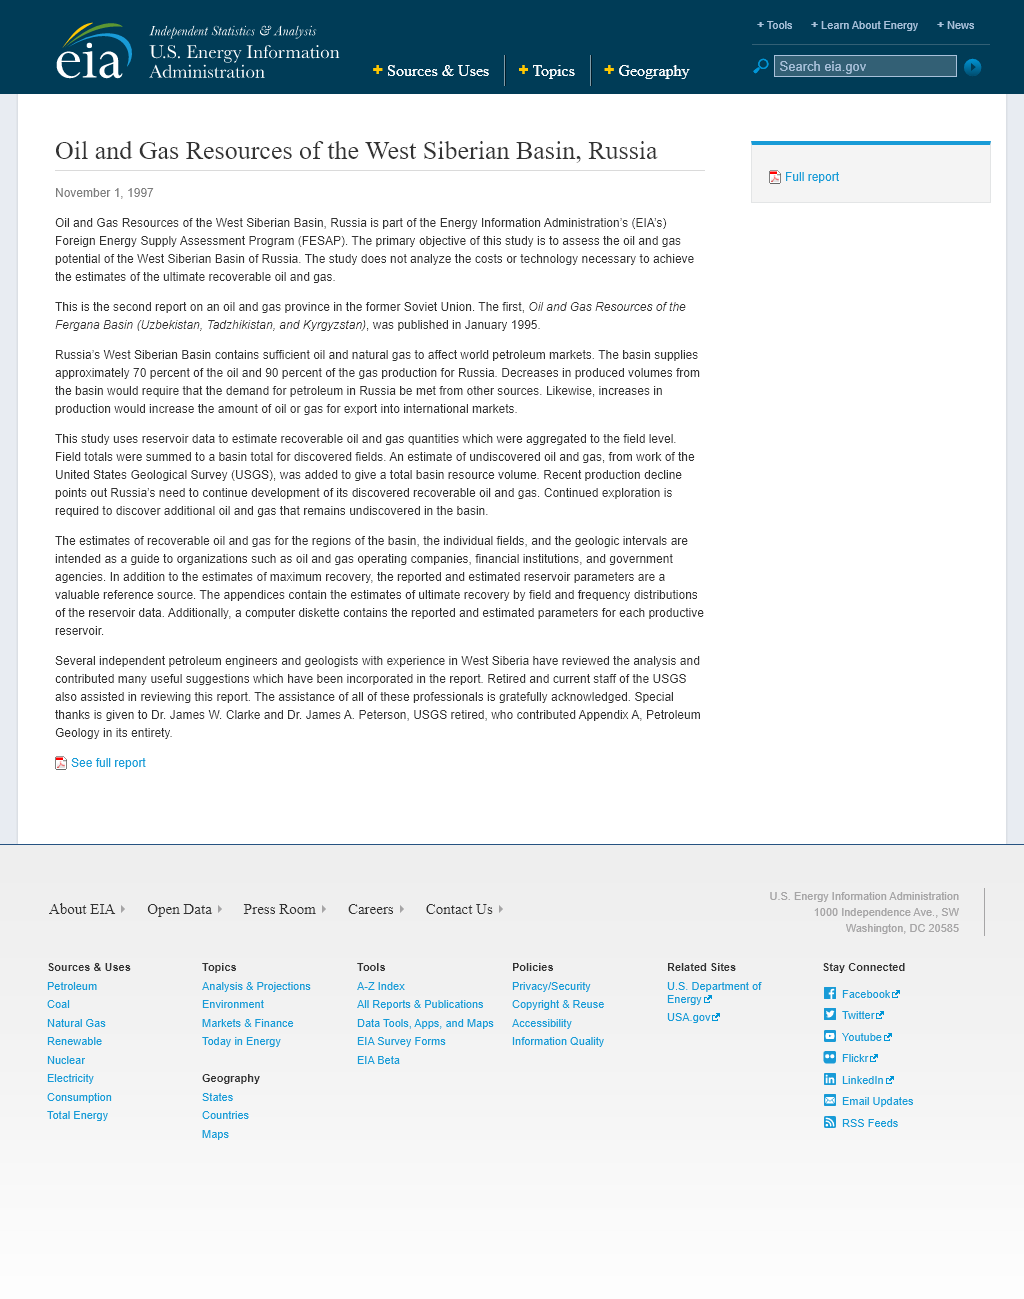 Independent Statistics & Analysis
U.S. Energy Information
Administration
eia
Tools
Learn About Energy
News
Sources & Uses
Topics
Geography
Search eia.gov
Oil and Gas Resources of the West Siberian Basin, Russia
Full report
November 1, 1997
Oil and Gas Resources of the West Siberian Basin, Russia is part of the Energy Information Administration's (EIA's)
Foreign Energy Supply Assessment Program (FESAP). The primary objective of this study is to assess the oil and gas
potential of the West Siberian Basin of Russia. The study does not analyze the costs or technology necessary to achieve
the estimates of the ultimate recoverable oil and gas.
This is the second report on an oil and gas province in the former Soviet Union. The first, Oil and Gas Resources of the
Fergana Basin (Uzbekistan, Tadzhikistan, and Kyrgyzstan), was published in January 1995.
Russia's West Siberian Basin contains sufficient oil and natural gas to affect world petroleum markets. The basin supplies
approximately 70 percent of the oil and 90 percent of the gas production for Russia. Decreases in produced volumes from
the basin would require that the demand for petroleum in Russia be met from other sources. Likewise, increases in
production would increase the amount of oil or gas for export into international markets.
This study uses reservoir data to estimate recoverable oil and gas quantities which were aggregated to the field level.
Field totals were summed to a basin total for discovered fields. An estimate of undiscovered oil and gas, from work of the
United States Geological Survey (USGS), was added to give a total basin resource volume. Recent production decline
points out Russia's need to continue development of its discovered recoverable oil and gas. Continued exploration is
required to discover additional oil and gas that remains undiscovered in the basin.
The estimates of recoverable oil and gas for the regions of the basin, the individual fields, and the geologic intervals are
intended as a guide to organizations such as oil and gas operating companies, financial institutions, and government
agencies. In addition to the estimates of maximum recovery, the reported and estimated reservoir parameters are a
valuable reference source. The appendices contain the estimates of ultimate recovery by field and frequency distributions
of the reservoir data. Additionally, a computer diskette contains the reported and estimated parameters for each productive
reservoir.
Several independent petroleum engineers and geologists with experience in West Siberia have reviewed the analysis and
contributed many useful suggestions which have been incorporated in the report. Retired and current staff of the USGS
also assisted in reviewing this report. The assistance of all of these professionals is gratefully acknowledged. Special
thanks is given to Dr. James W. Clarke and Dr. James A. Peterson, USGS retired, who contributed Appendix A, Petroleum
Geology in its entirety.
See full report
About EIA
Open Data
Press Room
Careers
Contact Us
U.S. Energy Information Administration
1000 Independence Ave., SW
Washington, DC 20585
Sources & Uses
Petroleum
Coal
Natural Gas
Renewable
Nuclear
Electricity
Consumption
Total Energy
Topics
Analysis & Projections
Environment
Markets & Finance
Today in Energy
Geography
States
Countries
Maps
Tools
A-Z Index
All Reports & Publications
Data Tools, Apps, and Maps
EIA Survey Forms
EIA Beta
Policies
Privacy/Security
Copyright & Reuse
Accessibility
Information Quality
Related Sites
U.S. Department of
Energy
USA.gov
Stay Connected
Facebook
Twitter
Youtube
Flickr
LinkedIn
Email Updates
RSS Feeds